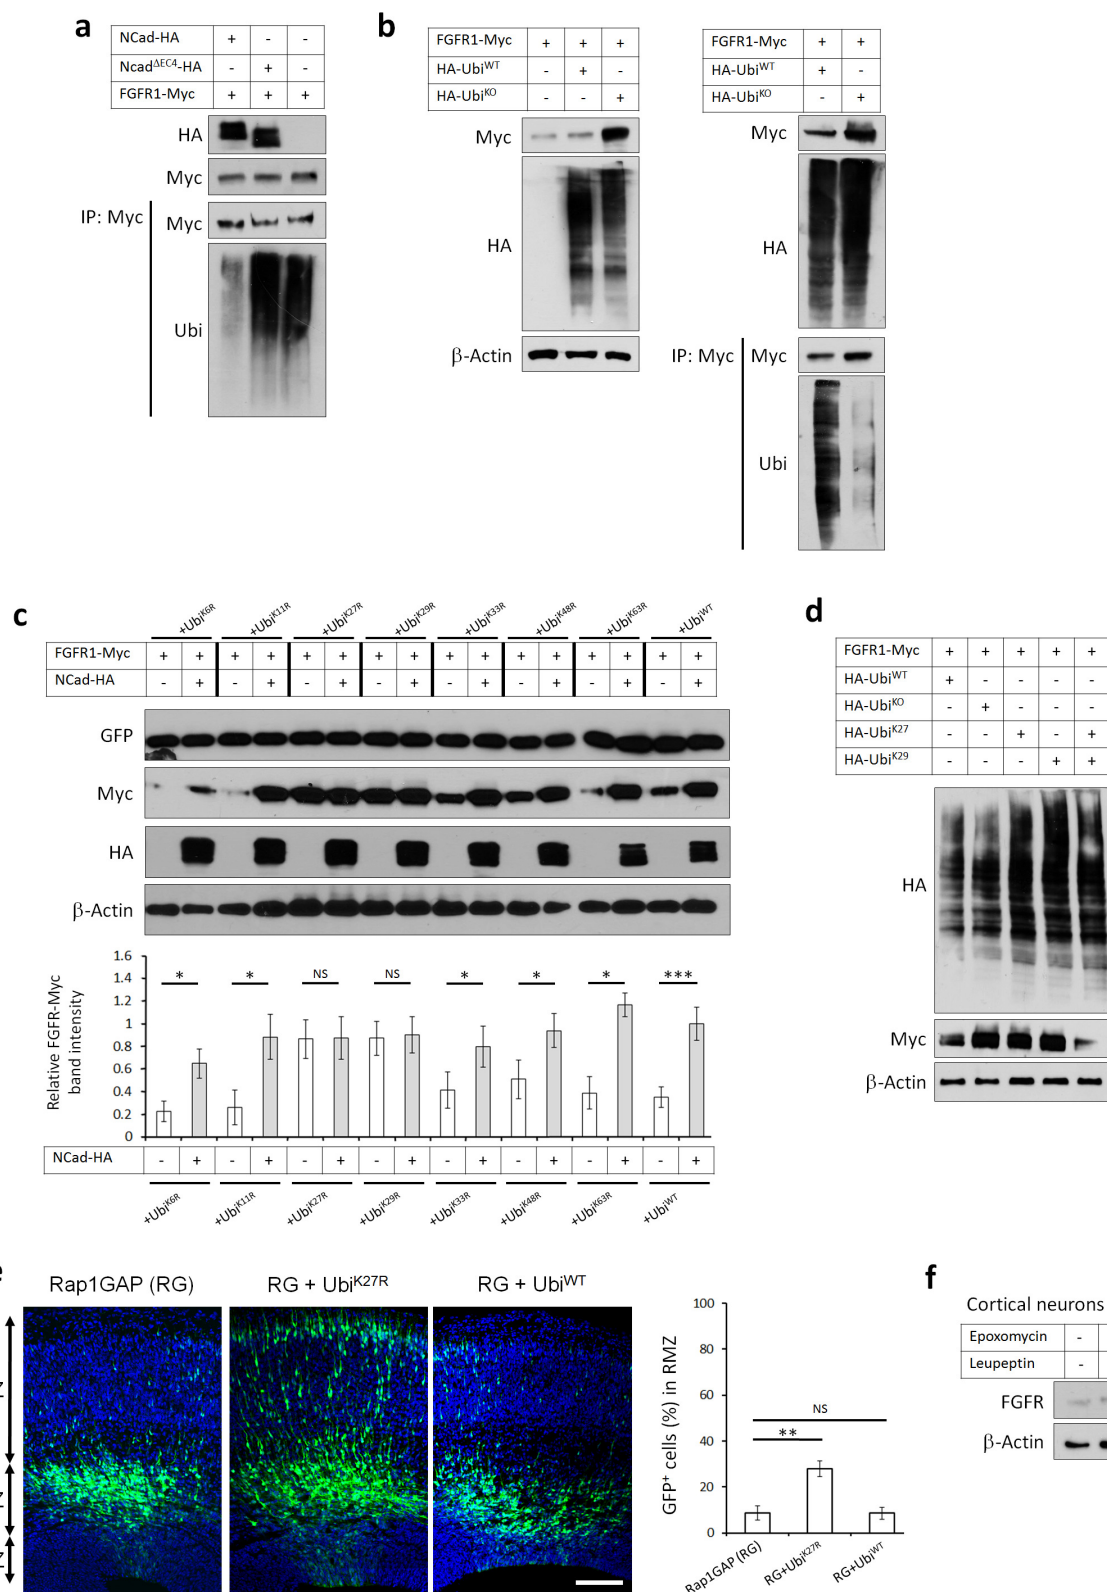 a
NCad-HA + - -
Ncad^ΔEC4-HA - + -
FGFR1-Myc + + +
HA
Myc
IP: Myc
Myc
Ubi
b
FGFR1-Myc + + +
HA-Ubi^WT - + -
HA-Ubi^KO - - +
Myc
HA
β-Actin
FGFR1-Myc + +
HA-Ubi^WT + -
HA-Ubi^KO - +
Myc
HA
IP: Myc
Myc
Ubi
c
+Ubi^K6R +Ubi^K11R +Ubi^K27R +Ubi^K29R +Ubi^K33R +Ubi^K48R +Ubi^K63R +Ubi^WT
FGFR1-Myc + + + + + + + + + + + + + + + +
NCad-HA - + - + - + - + - + - + - + - +
GFP
Myc
HA
β-Actin
Relative FGFR-Myc
band intensity
1.6
1.4
1.2
1
0.8
0.6
0.4
0.2
0
* * NS NS * * * ***
NCad-HA - + - + - + - + - + - + - + - +
+Ubi^K6R +Ubi^K11R +Ubi^K27R +Ubi^K29R +Ubi^K33R +Ubi^K48R +Ubi^K63R +Ubi^WT
d
FGFR1-Myc + + + + +
HA-Ubi^WT + - - - -
HA-Ubi^KO - + - - -
HA-Ubi^K27 - - + - +
HA-Ubi^K29 - - - + +
HA
Myc
β-Actin
Rap1GAP (RG)
RG + Ubi^K27R
RG + Ubi^WT
GFP+ cells (%) in RMZ
100
80
60
40
20
0
NS
**
Rap1GAP (RG) RG+Ubi^K27R RG+Ubi^WT
f
Cortical neurons
Epoxomycin -
Leupeptin -
FGFR
β-Actin